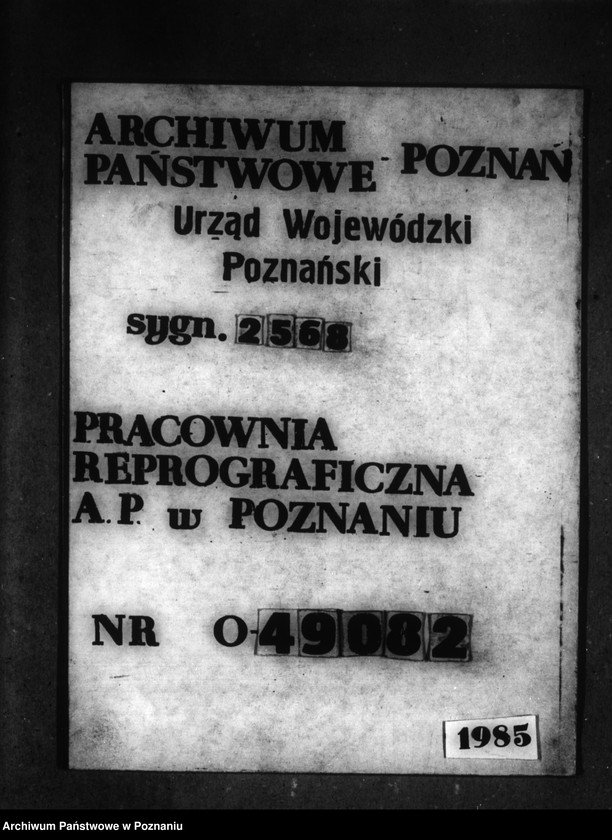 ARCHIWUM
PAŃSTWOWE - POZNAŃ
Urząd Wojewódzki
Poznański
sygn. 2568
PRACOWNIA
REPROGRAFICZNA
A.P. w POZNANIU
NR O-49082
1985
Archiwum Państwowe w Poznaniu